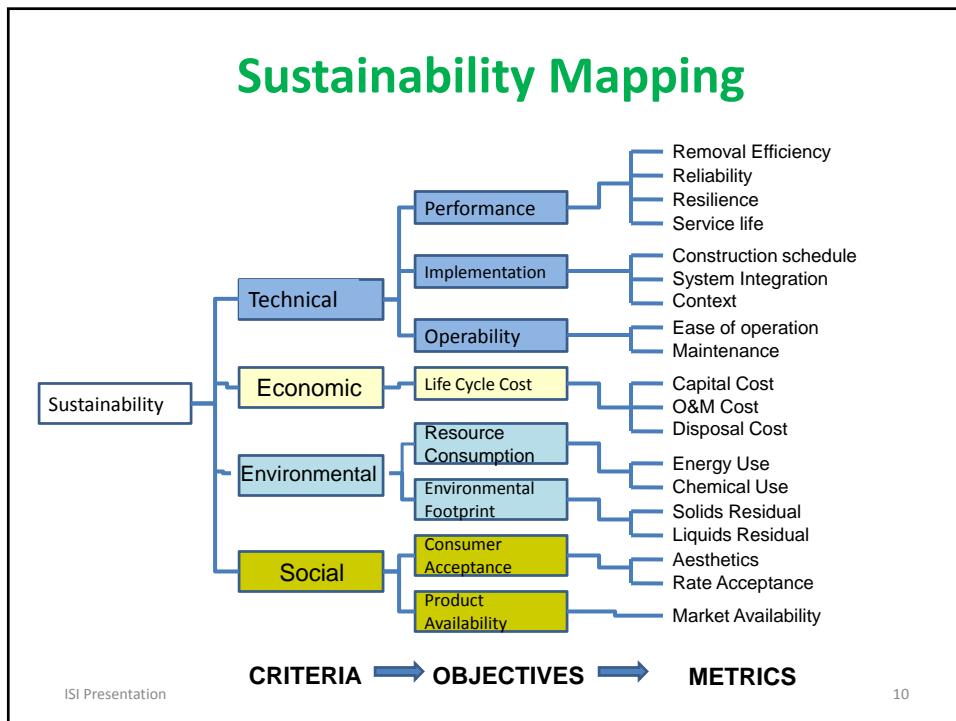 Sustainability Mapping
Sustainability
Technical
Performance
Removal Efficiency
Reliability
Resilience
Service life
Implementation
Construction schedule
System Integration
Context
Operability
Ease of operation
Maintenance
Economic
Life Cycle Cost
Capital Cost
O&M Cost
Disposal Cost
Environmental
Resource
Consumption
Energy Use
Chemical Use
Environmental
Footprint
Solids Residual
Liquids Residual
Social
Consumer
Acceptance
Aesthetics
Rate Acceptance
Product
Availability
Market Availability
CRITERIA OBJECTIVES METRICS
ISI Presentation 10